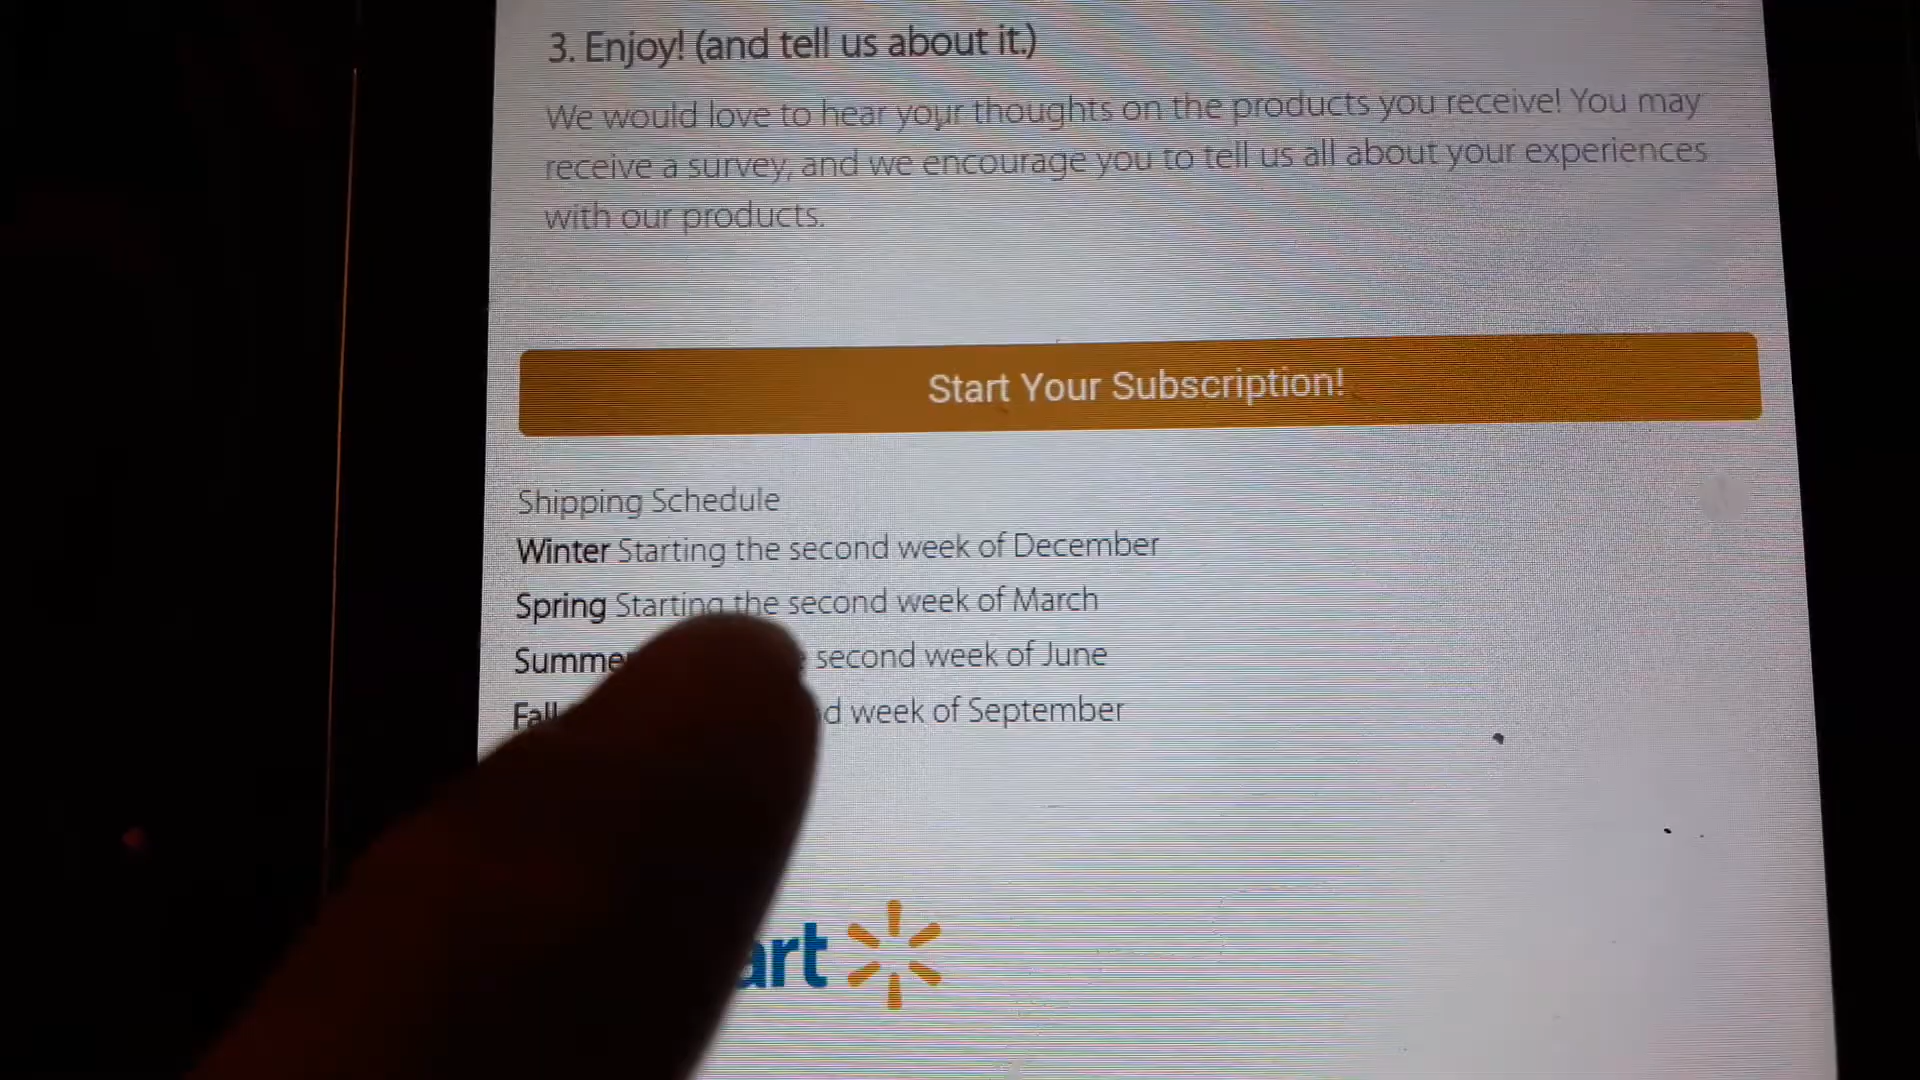 3. Enjoy! (and tell us about it.)
We would love to hear your thoughts on the products you receive! You may
receive a survey, and we encourage you to tell us all about your experiences
with our products.
Start Your Subscription!
Shipping Schedule
Winter Starting the second week of December
Spring Starting the second week of March
second week of June
Fall week of September